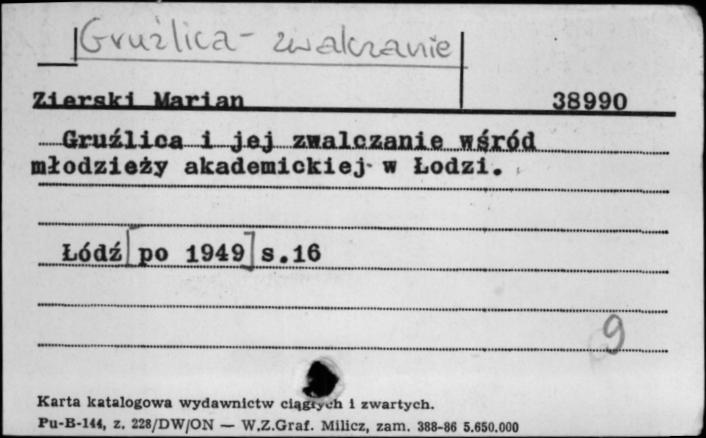 Gruźlica - zwalczanie
Zierski Marian 38990
Gruźlica i jej zwalczanie wśród
młodzieży akademickiej w Łodzi.
Łódź [po 1949] s.16
9
Karta katalogowa wydawnictw ciągłych i zwartych.
Pu-B-144, z. 228/DW/ON — W.Z.Graf. Milicz, zam. 388-86 5.650.000